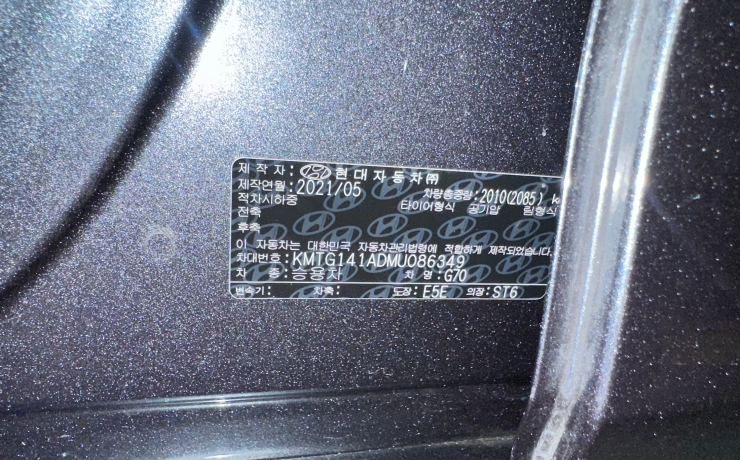 제 작 자 : 현대자동차㈜
제작연월 : 2021/05 차량총중량 : 2010(2085)
적차시하중 타이어형식 공기압 림형식
전축
후축
이 자동차는 대한민국 자동차관리법령에 적합하게 제작되었습니다.
차대번호 : KMTG141ADMU086349
차 종 : 승용차 차 명 : G70
변속기 : 차축 : 도장 : E5E 의장 : ST6